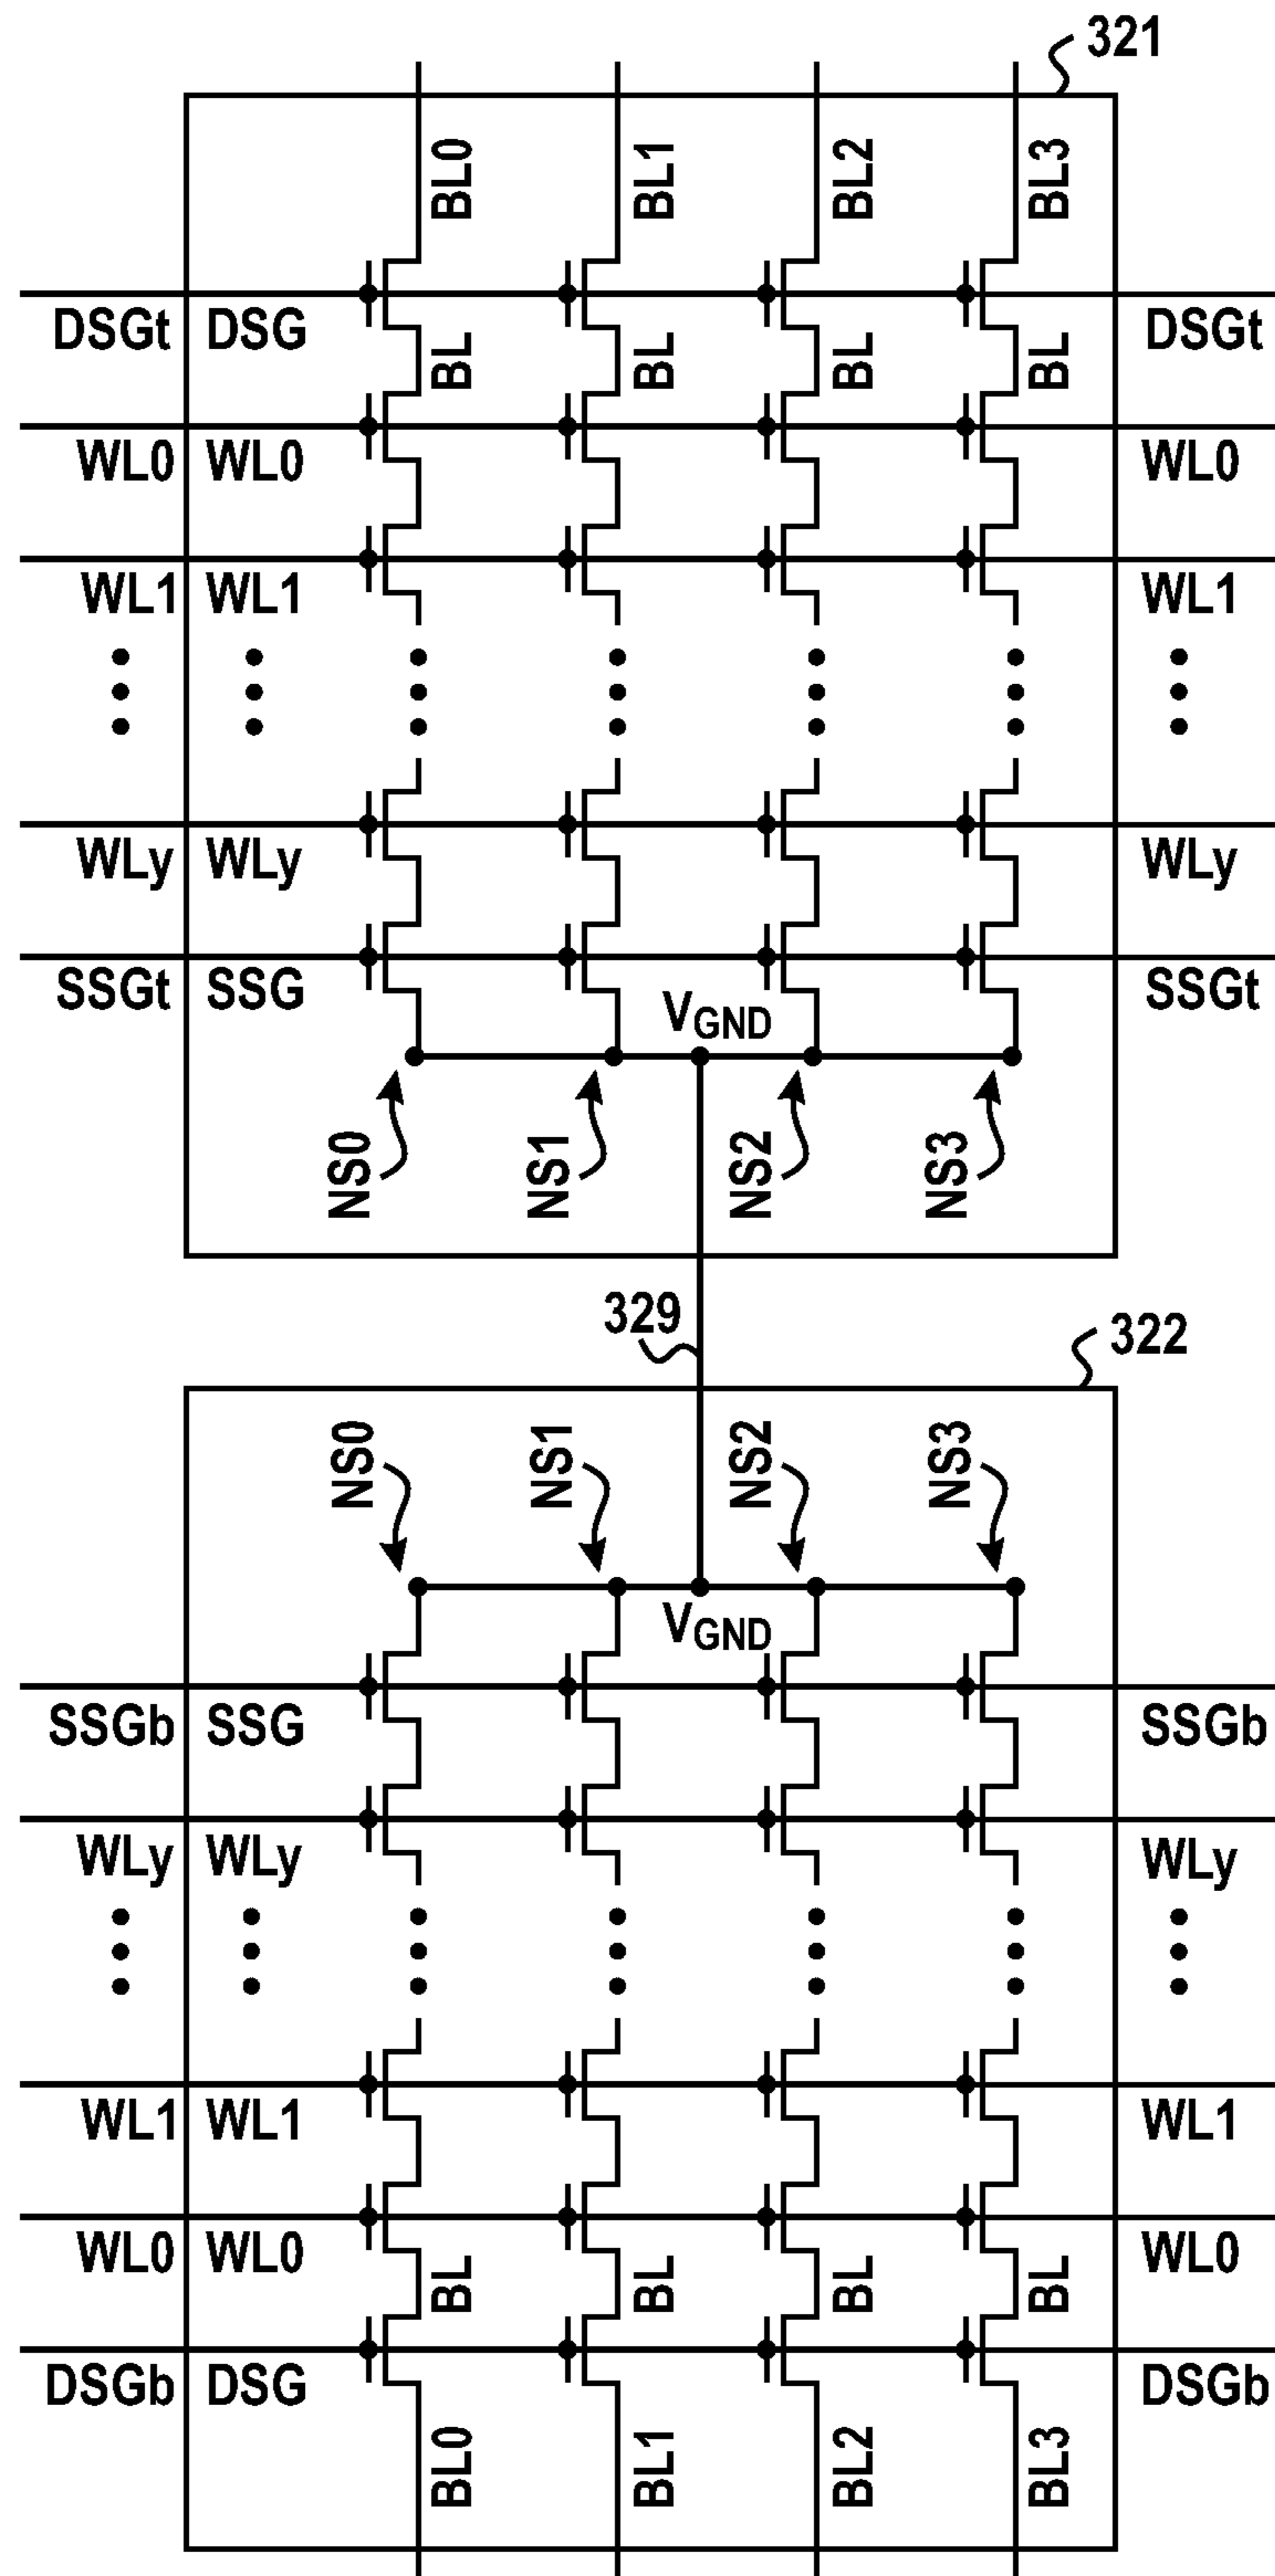 321
BL0 BL1 BL2 BL3
DSGt DSG DSGt
BL BL BL BL
WL0 WL0 WL0
WL1 WL1 WL1
WLy WLy WLy
SSGt SSG SSGt
VGND
NS0 NS1 NS2 NS3
329
322
NS0 NS1 NS2 NS3
VGND
SSGb SSG SSGb
WLy WLy WLy
WL1 WL1 WL1
WL0 WL0 WL0
BL BL BL BL
DSGb DSG DSGb
BL0 BL1 BL2 BL3